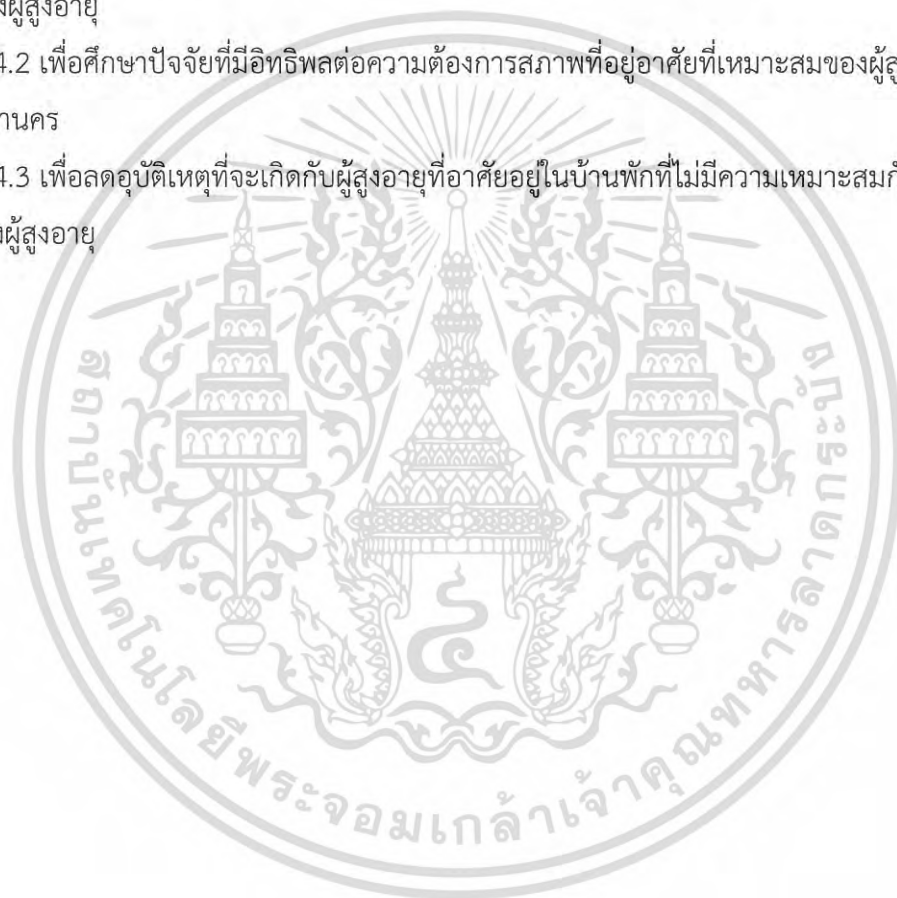 งผู้สูงอายุ
4.2 เพื่อศึกษาปัจจัยที่มีอิทธิพลต่อความต้องการสภาพที่อยู่อาศัยที่เหมาะสมของผู้สู
านคร
4.3 เพื่อลดอุบัติเหตุที่จะเกิดกับผู้สูงอายุที่อาศัยอยู่ในบ้านพักที่ไม่มีความเหมาะสมกั
งผู้สูงอายุ
สถาบันเทคโนโลยีพระจอมเกล้าเจ้าคุณทหารลาดกระบัง
๔